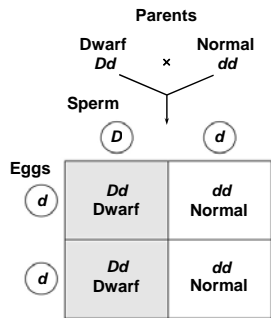 Parents
Dwarf Normal
Dd × dd
Sperm
D d
Eggs
d Dd dd
Dwarf Normal
d Dd dd
Dwarf Normal